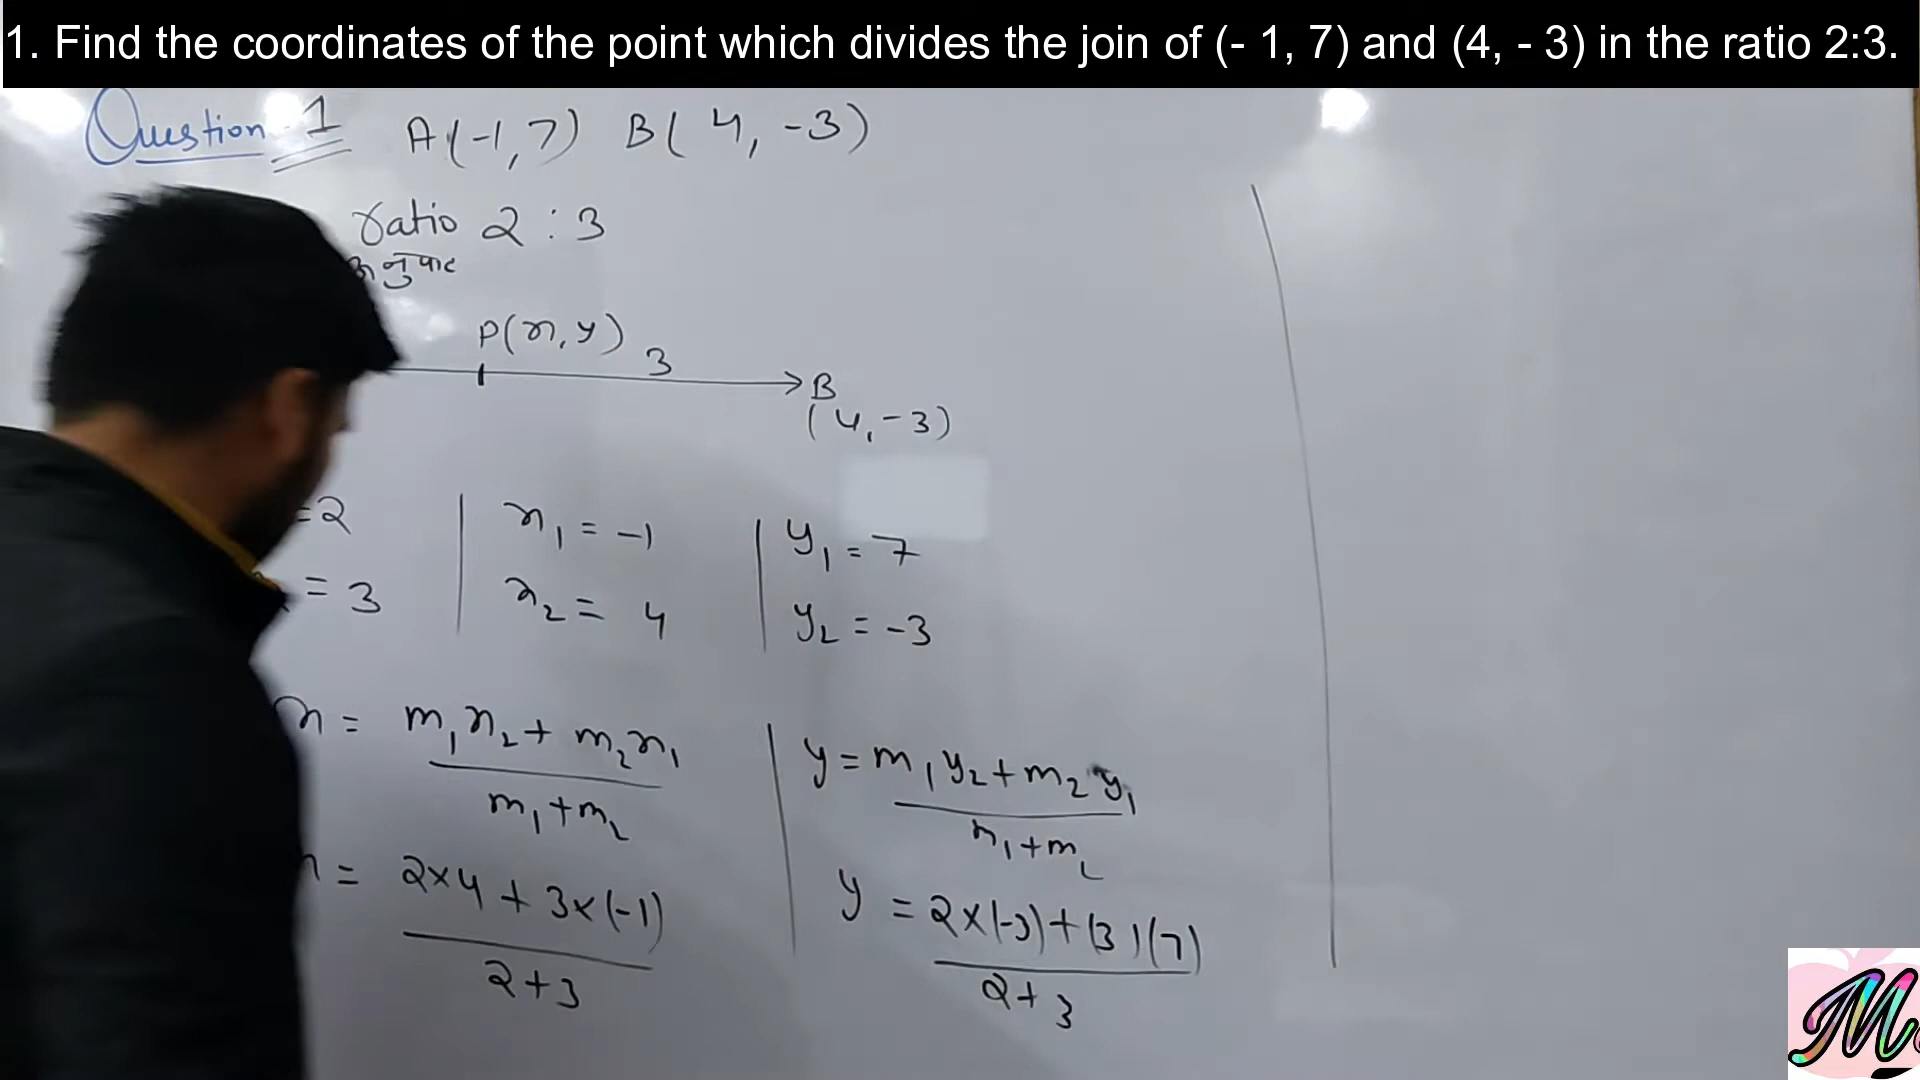 1. Find the coordinates of the point which divides the join of (- 1, 7) and (4, - 3) in the ratio 2:3.
Question-1 A(-1,7) B(4, -3)
ratio 2 : 3
अनुपात
P(x,y) 3
B
(4,-3)
=2 x₁ = -1 y₁ = 7
= 3 x₂ = 4 y₂ = -3
x = m₁x₂ + m₂x₁ y = m₁y₂ + m₂y₁
m₁+m₂ m₁+m₂
x = 2×4 + 3×(-1) y = 2×(-3)+(3)(7)
2+3 2+3
M